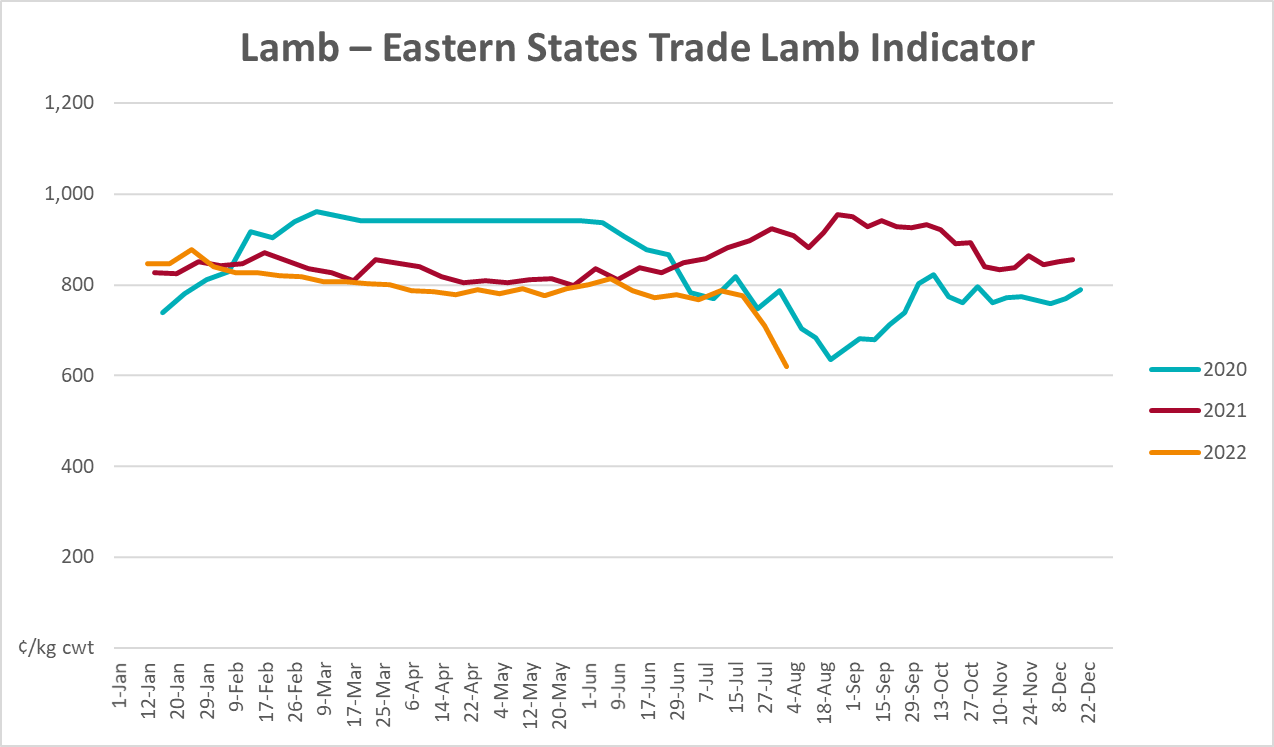 Lamb – Eastern States Trade Lamb Indicator
1,200
1,000
800
600
400
200
¢/kg cwt
1-Jan
12-Jan
20-Jan
29-Jan
9-Feb
17-Feb
26-Feb
9-Mar
17-Mar
25-Mar
6-Apr
14-Apr
22-Apr
4-May
12-May
20-May
1-Jun
9-Jun
17-Jun
29-Jun
7-Jul
15-Jul
27-Jul
4-Aug
18-Aug
1-Sep
15-Sep
29-Sep
13-Oct
27-Oct
10-Nov
24-Nov
8-Dec
22-Dec
2020
2021
2022